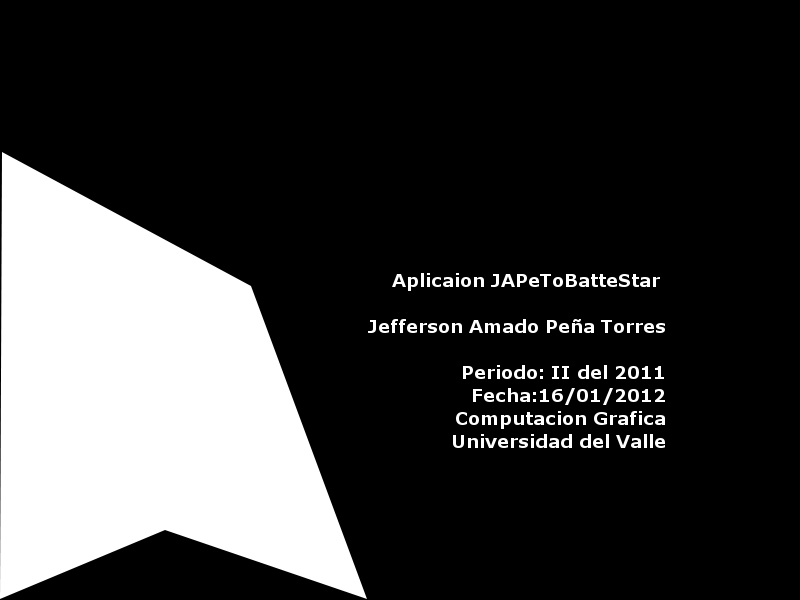 Aplicaion JAPeToBatteStar
Jefferson Amado Peña Torres
Periodo: II del 2011
Fecha:16/01/2012
Computacion Grafica
Universidad del Valle